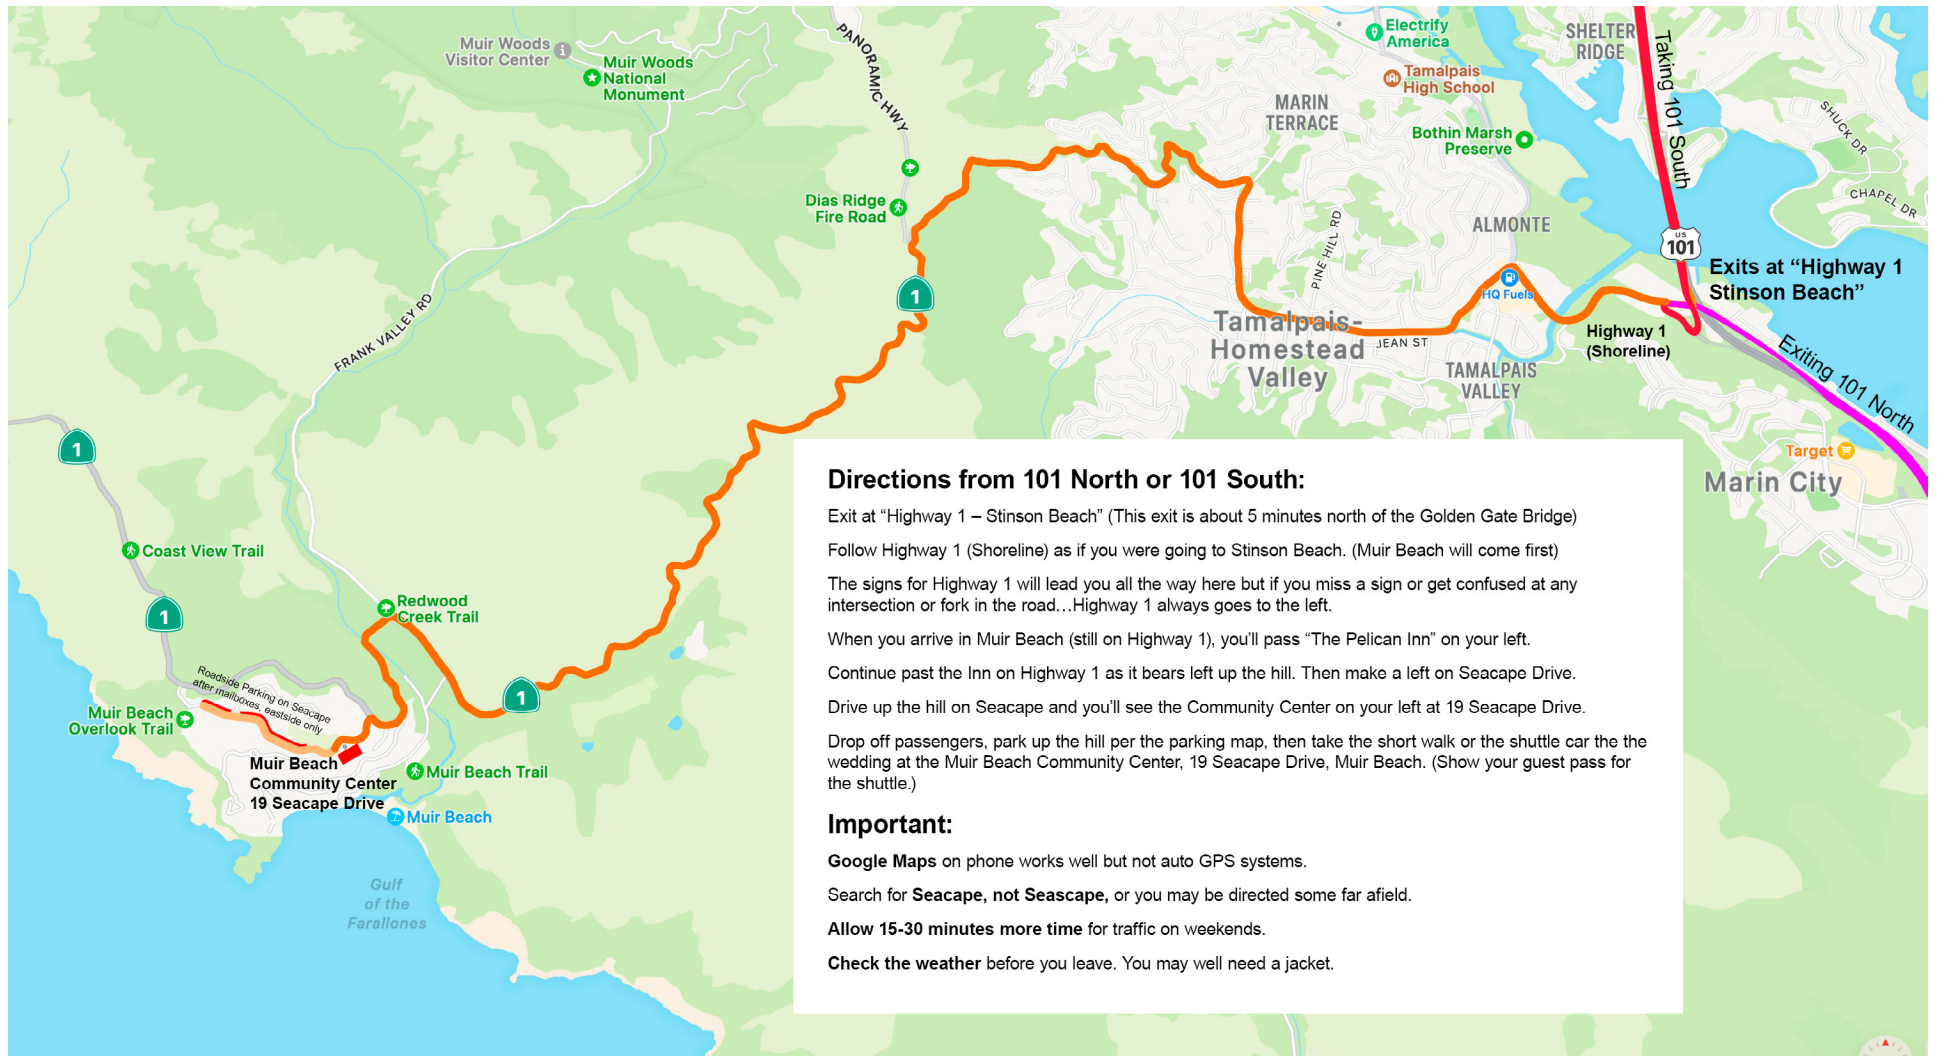 Muir Woods
Visitor Center
Muir Woods
National
Monument
PANORAMIC HWY
Electrify
America
Tamalpais
High School
SHELTER
RIDGE
Taking 101 South
MARIN
TERRACE
Bothin Marsh
Preserve
SHUCK DR
CHAPEL DR
Dias Ridge
Fire Road
PINE HILL RD
ALMONTE
US
101
Exits at “Highway 1
Stinson Beach”
1
HQ Fuels
FRANK VALLEY RD
Tamalpais-
Homestead
Valley
JEAN ST
Highway 1
(Shoreline)
TAMALPAIS
VALLEY
Exiting 101 North
Target
Marin City
1
Coast View Trail
1
Redwood
Creek Trail
1
Roadside Parking on Seacape
after mailboxes, eastside only
Muir Beach
Overlook Trail
Muir Beach
Community Center
19 Seacape Drive
Muir Beach Trail
Muir Beach
Gulf
of the
Farallones
Directions from 101 North or 101 South:
Exit at “Highway 1 – Stinson Beach” (This exit is about 5 minutes north of the Golden Gate Bridge)
Follow Highway 1 (Shoreline) as if you were going to Stinson Beach. (Muir Beach will come first)
The signs for Highway 1 will lead you all the way here but if you miss a sign or get confused at any
intersection or fork in the road…Highway 1 always goes to the left.
When you arrive in Muir Beach (still on Highway 1), you’ll pass “The Pelican Inn” on your left.
Continue past the Inn on Highway 1 as it bears left up the hill. Then make a left on Seacape Drive.
Drive up the hill on Seacape and you’ll see the Community Center on your left at 19 Seacape Drive.
Drop off passengers, park up the hill per the parking map, then take the short walk or the shuttle car the the
wedding at the Muir Beach Community Center, 19 Seacape Drive, Muir Beach. (Show your guest pass for
the shuttle.)
Important:
Google Maps on phone works well but not auto GPS systems.
Search for Seacape, not Seascape, or you may be directed some far afield.
Allow 15-30 minutes more time for traffic on weekends.
Check the weather before you leave. You may well need a jacket.